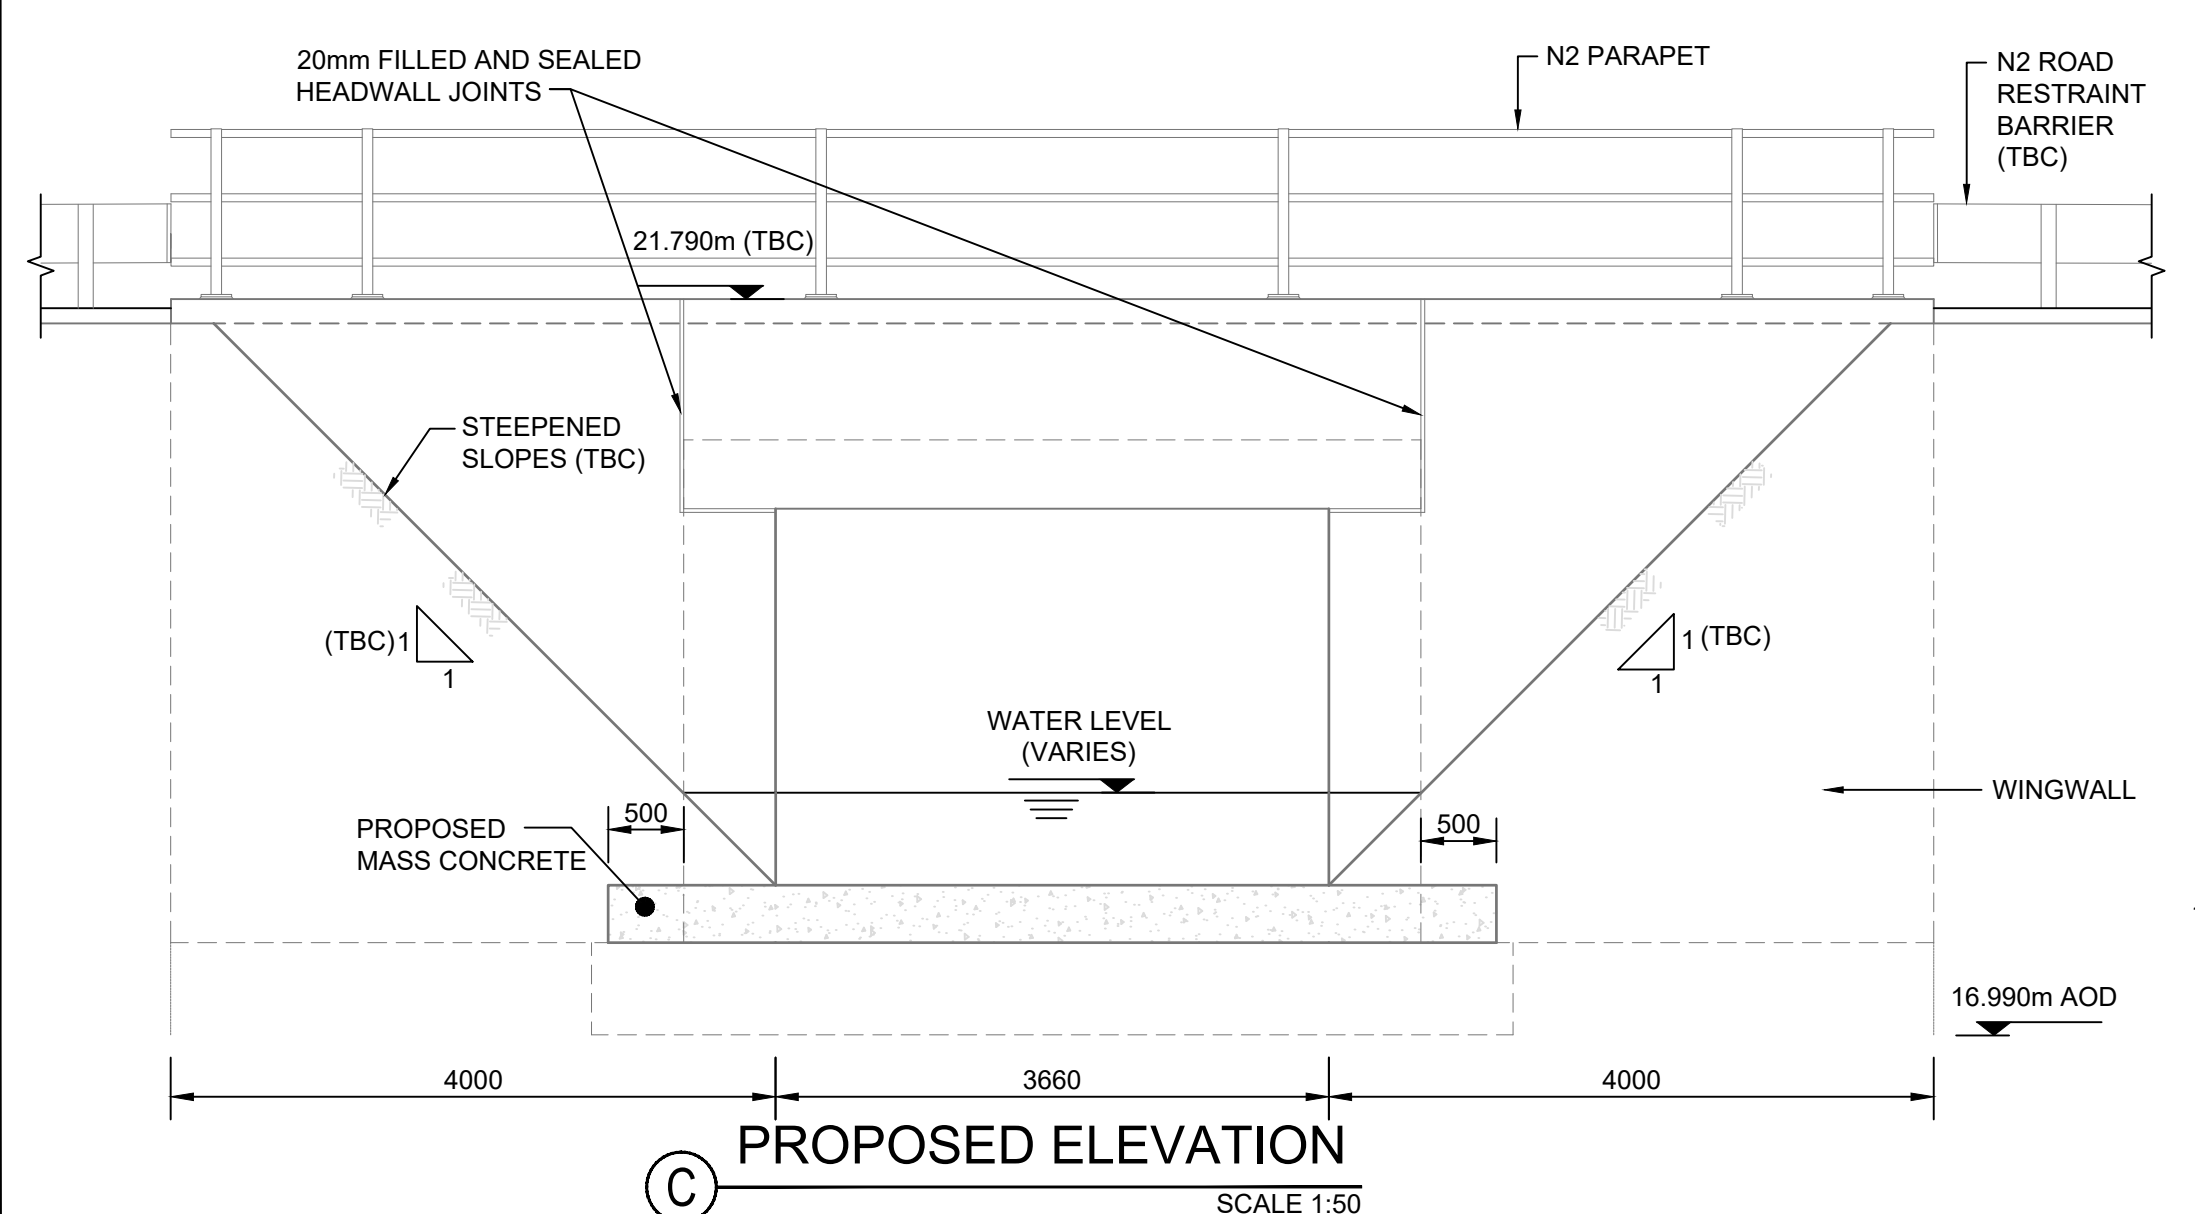 20mm FILLED AND SEALED
HEADWALL JOINTS
N2 PARAPET
N2 ROAD
RESTRAINT
BARRIER
(TBC)
21.790m (TBC)
STEEPENED
SLOPES (TBC)
(TBC) 1
1
1 (TBC)
1
WATER LEVEL
(VARIES)
WINGWALL
500
500
PROPOSED
MASS CONCRETE
16.990m AOD
4000
3660
4000
PROPOSED ELEVATION
C
SCALE 1:50